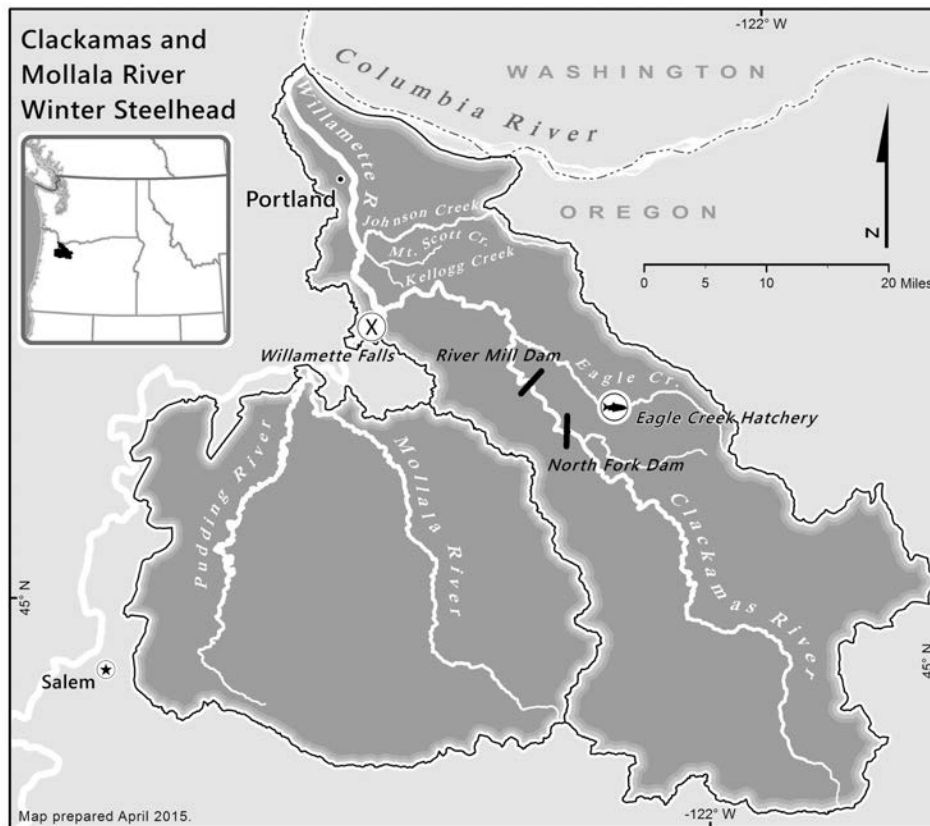 Clackamas and
Mollala River
Winter Steelhead
-122° W
WASHINGTON
Columbia River
OREGON
N
0 5 10 20 Miles
Willamette R
Portland
Johnson Creek
Mt. Scott Cr.
Kellogg Creek
X
Willamette Falls
River Mill Dam
Eagle Cr.
Eagle Creek Hatchery
North Fork Dam
Pudding River
Mollala River
Clackamas River
45° N
45° N
Salem
-122° W
Map prepared April 2015.